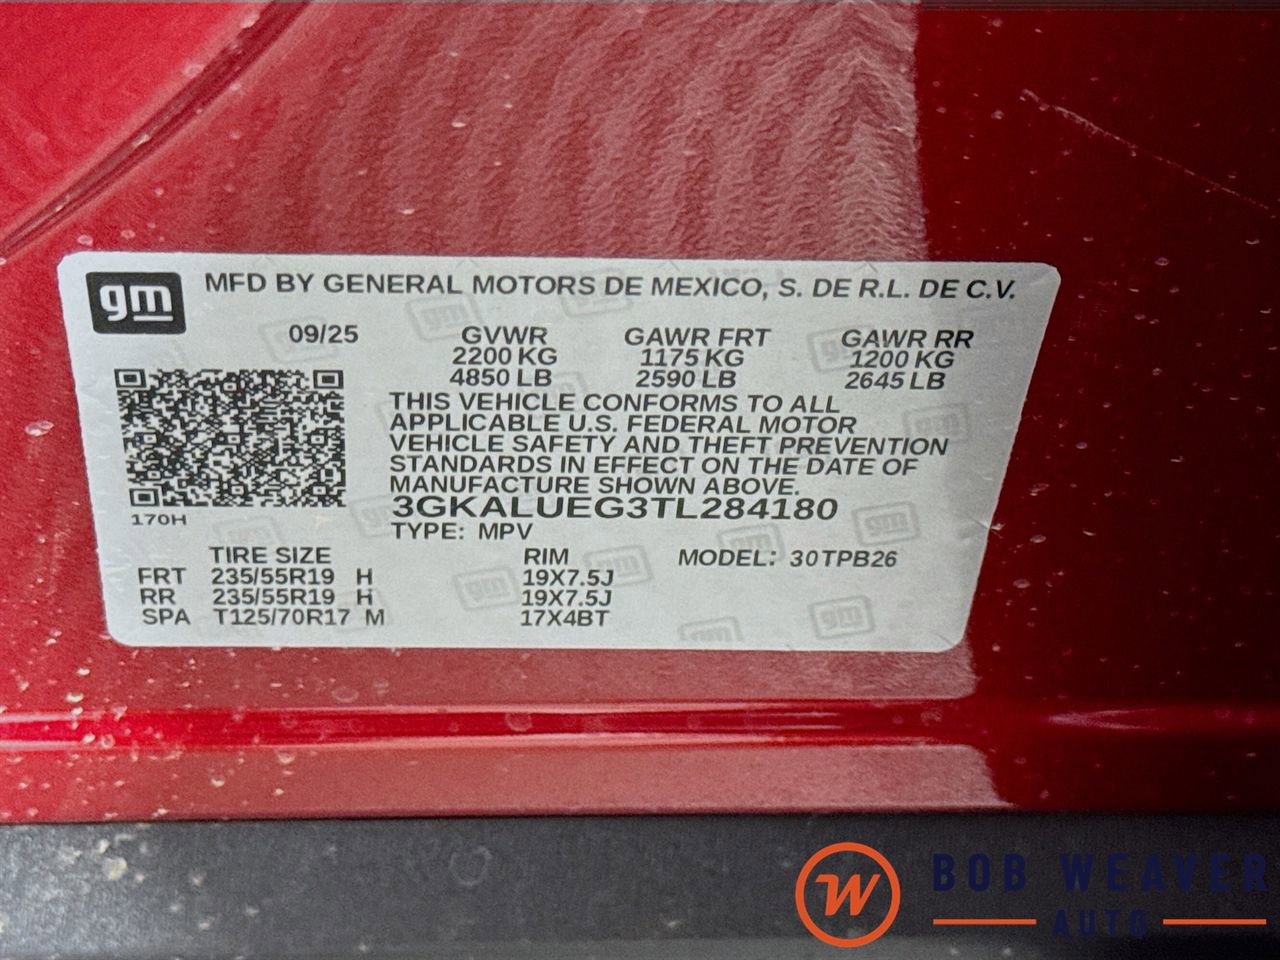 gm
MFD BY GENERAL MOTORS DE MEXICO, S. DE R.L. DE C.V.
09/25 GVWR GAWR FRT GAWR RR
2200 KG 1175 KG 1200 KG
4850 LB 2590 LB 2645 LB
THIS VEHICLE CONFORMS TO ALL
APPLICABLE U.S. FEDERAL MOTOR
VEHICLE SAFETY AND THEFT PREVENTION
STANDARDS IN EFFECT ON THE DATE OF
MANUFACTURE SHOWN ABOVE.
3GKALUEG3TL284180
170H
TYPE: MPV
TIRE SIZE RIM MODEL: 30TPB26
FRT 235/55R19 H 19X7.5J
RR 235/55R19 H 19X7.5J
SPA T125/70R17 M 17X4BT
W BOB WEAVER
AUTO